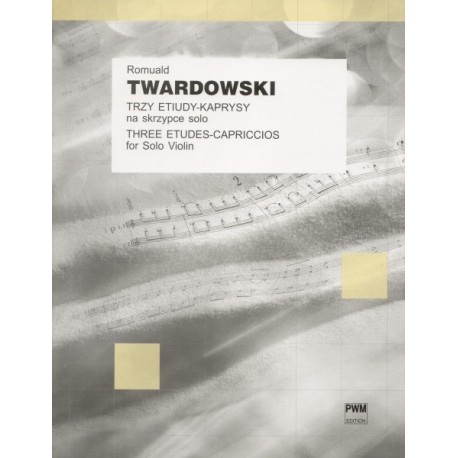 Romuald
TWARDOWSKI
TRZY ETIUDY-KAPRYSY
na skrzypce solo
THREE ETUDES-CAPRICCIOS
for Solo Violin
PWM
EDITION